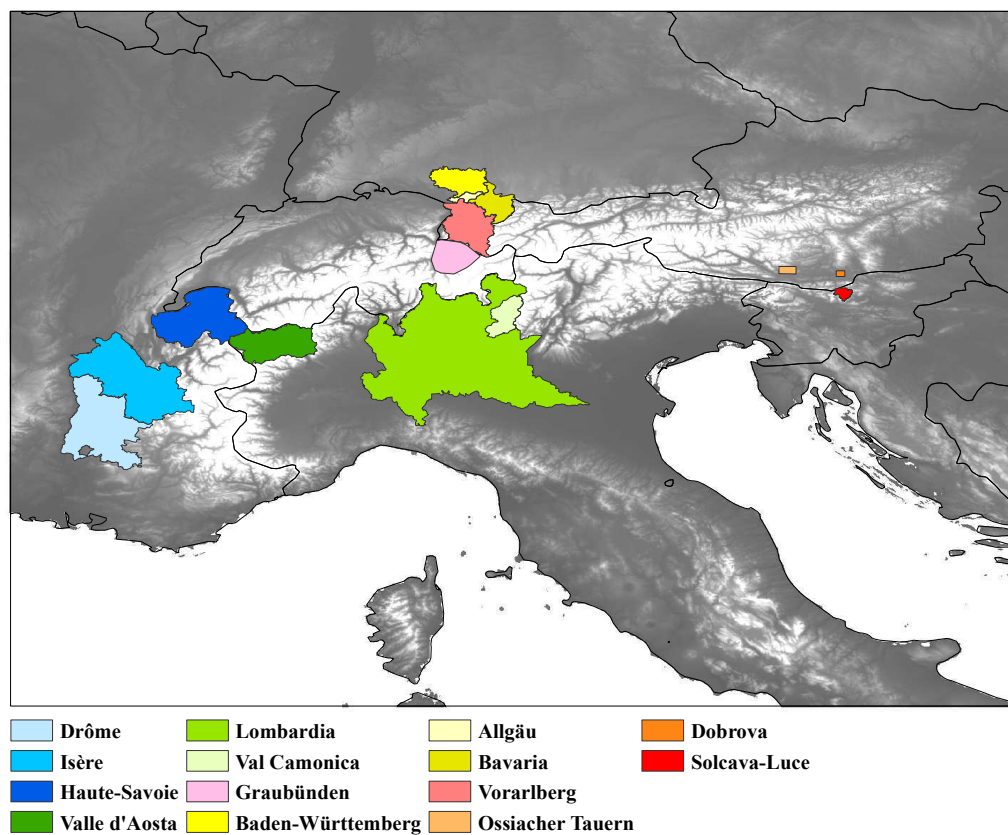 Drôme
Isère
Haute-Savoie
Valle d'Aosta
Lombardia
Val Camonica
Graubünden
Baden-Württemberg
Allgäu
Bavaria
Vorarlberg
Ossiacher Tauern
Dobrova
Solcava-Luce